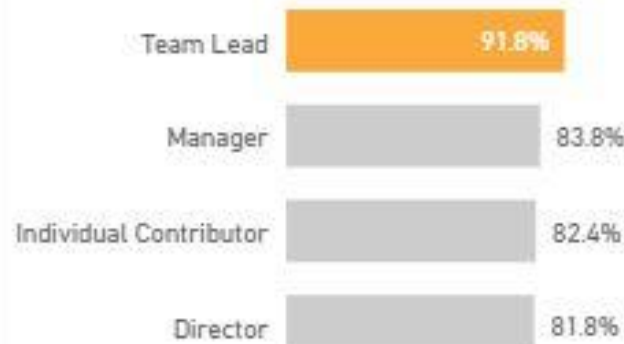 Team Lead 91.8%
Manager 83.8%
Individual Contributor 82.4%
Director 81.8%